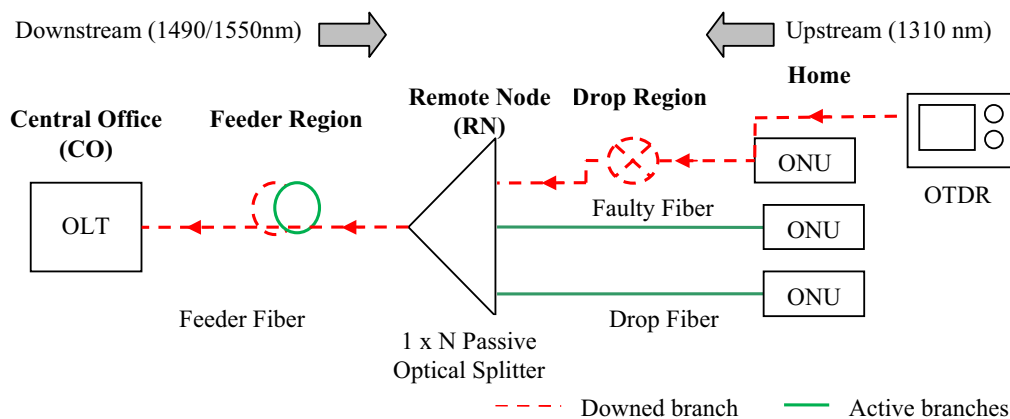 Downstream (1490/1550nm)
Upstream (1310 nm)
Central Office
(CO)
Feeder Region
Remote Node
(RN)
Drop Region
Home
OLT
ONU
OTDR
Faulty Fiber
ONU
ONU
Feeder Fiber
Drop Fiber
1 x N Passive
Optical Splitter
Downed branch
Active branches